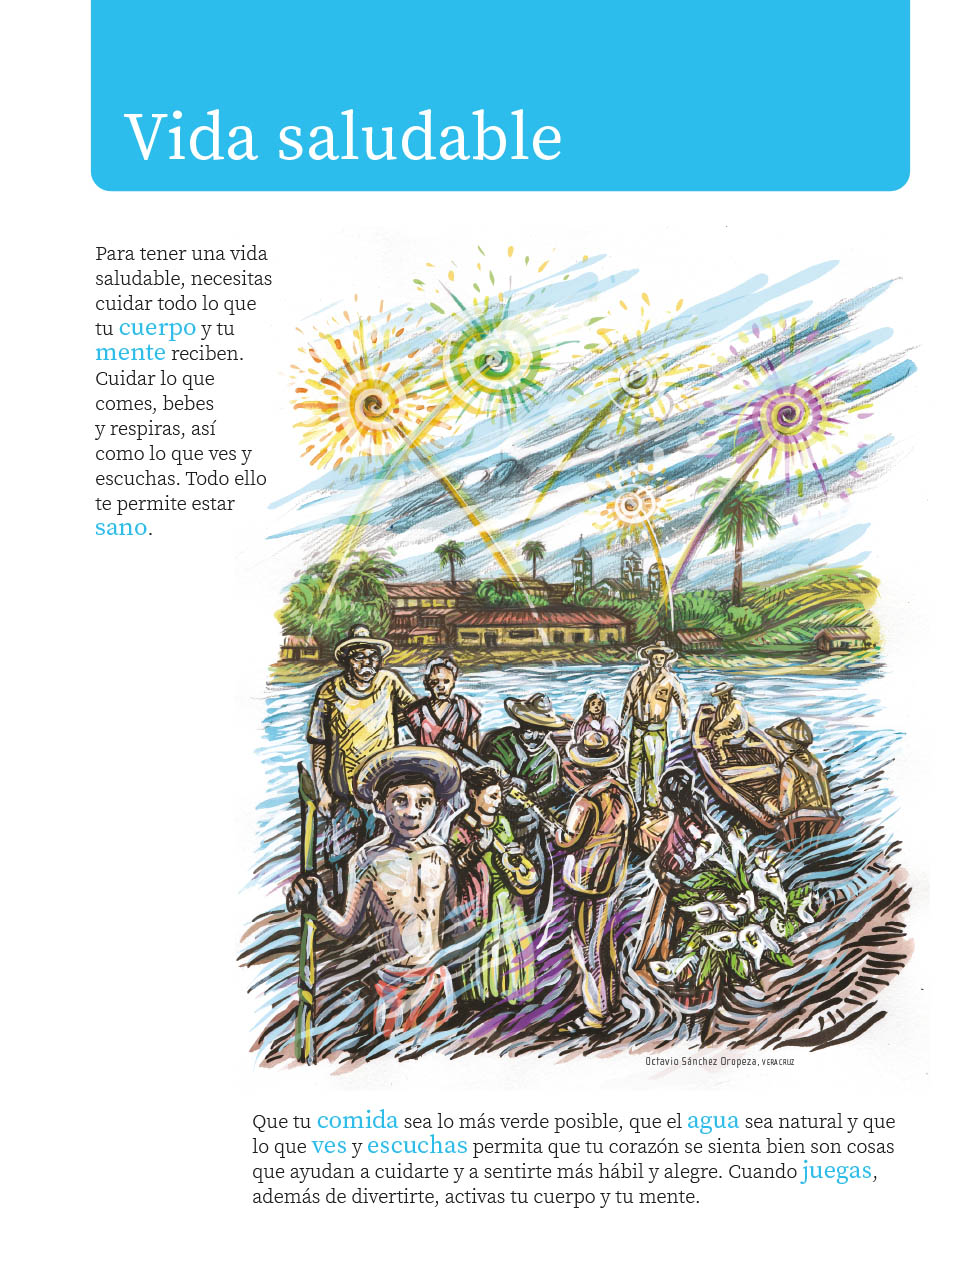 Vida saludable
Para tener una vida
saludable, necesitas
cuidar todo lo que
tu cuerpo y tu
mente reciben.
Cuidar lo que
comes, bebes
y respiras, así
como lo que ves y
escuchas. Todo ello
te permite estar
sano.
Octavio Sánchez Oropeza, VERACRUZ
Que tu comida sea lo más verde posible, que el agua sea natural y que
lo que ves y escuchas permita que tu corazón se sienta bien son cosas
que ayudan a cuidarte y a sentirte más hábil y alegre. Cuando juegas,
además de divertirte, activas tu cuerpo y tu mente.